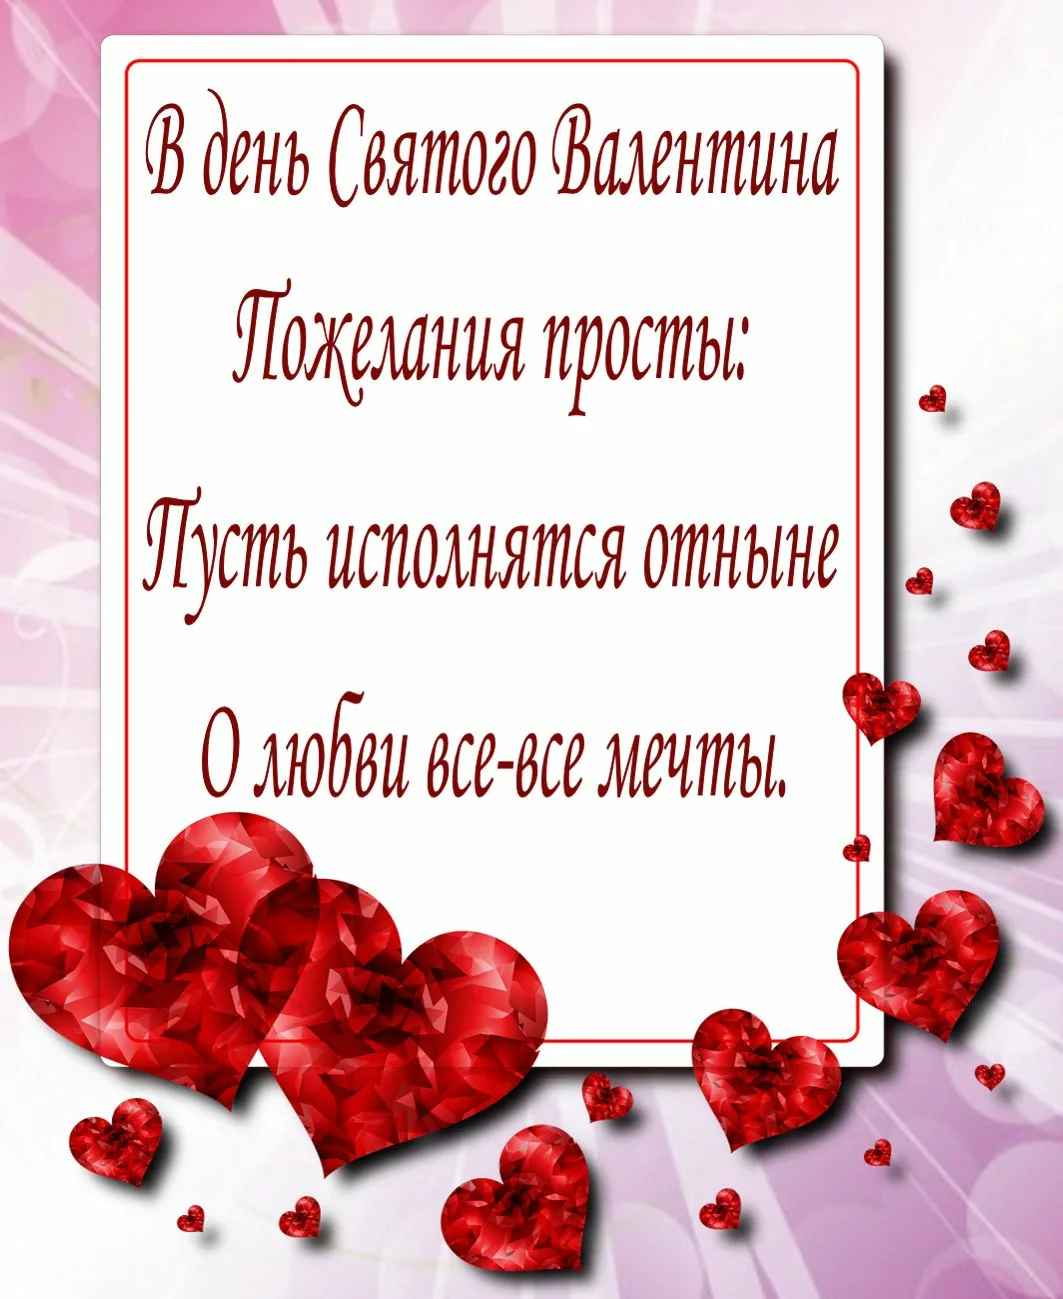 В день Святого Валентина
Пожелания просты:
Пусть исполнятся отныне
О любви все-все мечты.